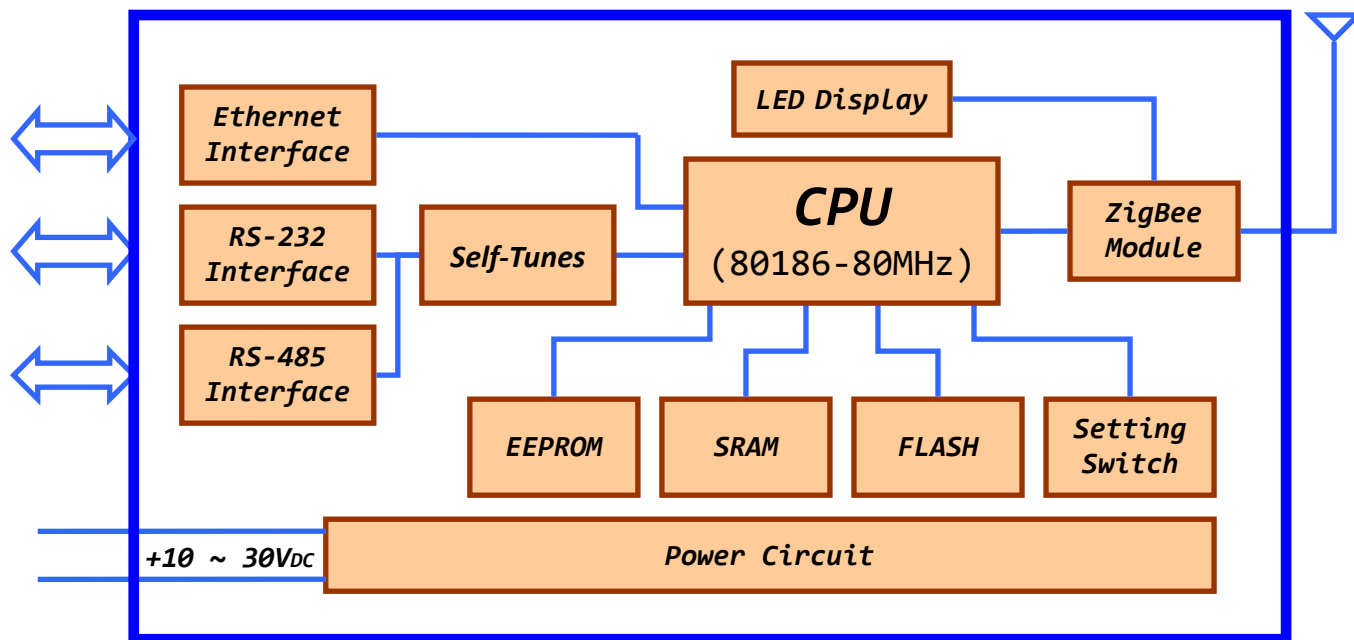 LED Display
Ethernet
Interface
CPU
(80186-80MHz)
ZigBee
Module
RS-232
Interface
Self-Tunes
RS-485
Interface
EEPROM
SRAM
FLASH
Setting
Switch
+10 ~ 30VDC
Power Circuit